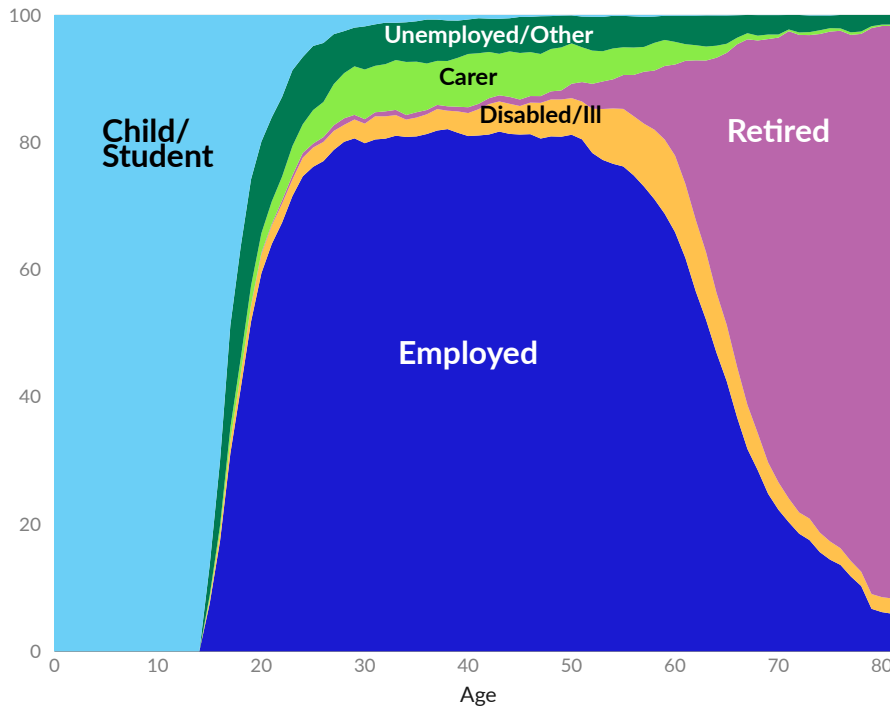 100
Unemployed/Other
Carer
Disabled/Ill
Child/
Student
Retired
80
60
Employed
40
20
0
0 10 20 30 40 50 60 70 80
Age